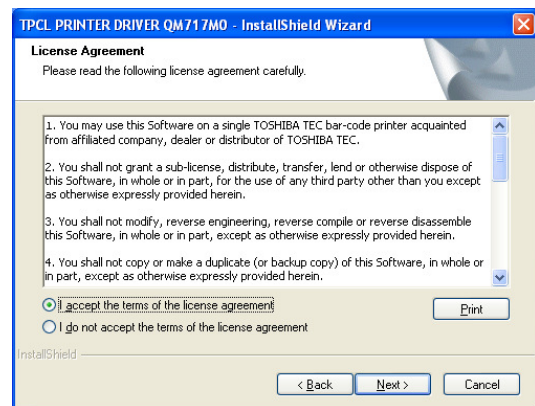 TPCL PRINTER DRIVER QM717M0 - InstallShield Wizard
License Agreement
Please read the following license agreement carefully.
1. You may use this Software on a single TOSHIBA TEC bar-code printer acquainted
from affiliated company, dealer or distributor of TOSHIBA TEC.
2. You shall not grant a sub-license, distribute, transfer, lend or otherwise dispose of
this Software, in whole or in part, for the use of any third party other than you except
as otherwise expressly provided herein.
3. You shall not modify, reverse engineering, reverse compile or reverse disassemble
this Software, in whole or in part, except as otherwise expressly provided herein.
4. You shall not copy or make a duplicate (or backup copy) of this Software, in whole or
in part, except as otherwise expressly provided herein.
I accept the terms of the license agreement
Print
I do not accept the terms of the license agreement
InstallShield
< Back
Next >
Cancel